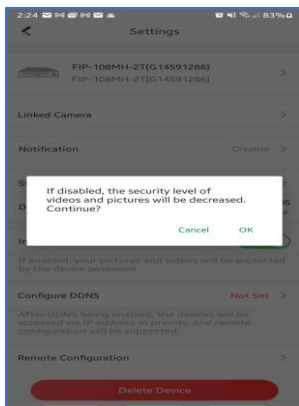 2:24
83%
Settings
FIP-108MH-2T(G14591286)
FIP-108MH-2T(G14591286)
Linked Camera
Notification Disable
If disabled, the security level of
videos and pictures will be decreased.
Continue?
Cancel OK
If enabled, your pictures and videos will be protected
by the device password.
Configure DDNS Not Set
After DDNS being enabled, the devices will be
accessed via IP address in priority, and remote
configuration will be supported.
Remote Configuration
Delete Device